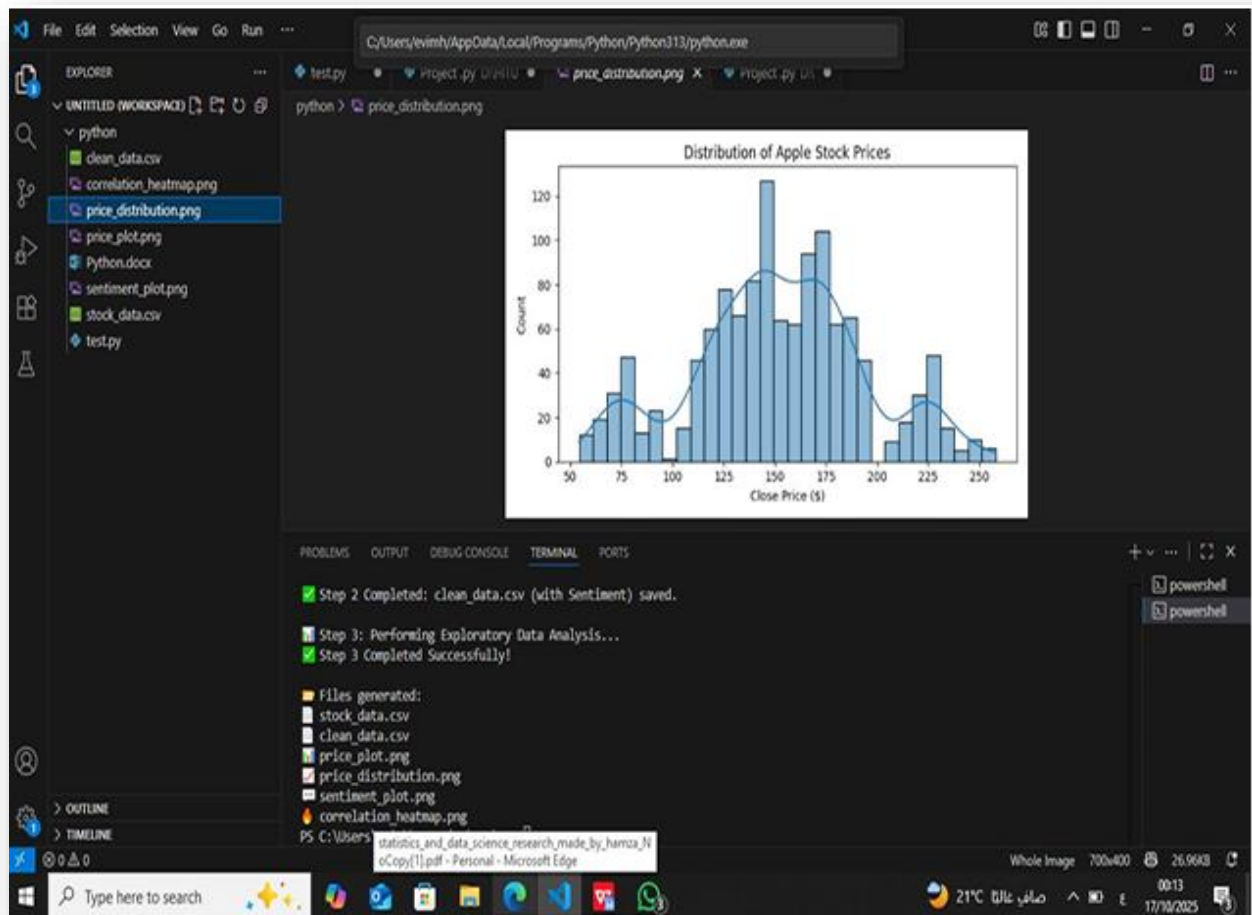 File Edit Selection View Go Run ···
C:/Users/evimh/AppData/Local/Programs/Python/Python313/python.exe
EXPLORER ···
test.py
Project .py
price_distribution.png
Project .py
UNTITLED (WORKSPACE)
python > price_distribution.png
python
clean_data.csv
correlation_heatmap.png
price_distribution.png
price_plot.png
Python.docx
sentiment_plot.png
stock_data.csv
test.py
Distribution of Apple Stock Prices
Count
120
100
80
60
40
20
0
50 75 100 125 150 175 200 225 250
Close Price ($)
PROBLEMS OUTPUT DEBUG CONSOLE TERMINAL PORTS
powershell
powershell
✅ Step 2 Completed: clean_data.csv (with Sentiment) saved.
📊 Step 3: Performing Exploratory Data Analysis...
✅ Step 3 Completed Successfully!
📂 Files generated:
📄 stock_data.csv
📄 clean_data.csv
📊 price_plot.png
📈 price_distribution.png
💬 sentiment_plot.png
🔥 correlation_heatmap.png
PS C:\Users
statistics_and_data_science_research_made_by_hamza_N
oCopy[1].pdf - Personal - Microsoft Edge
OUTLINE
TIMELINE
0 0
Whole Image 700x400 26.96KB
Type here to search
21°C صافي غالبًا
ع
00:13
17/10/2025